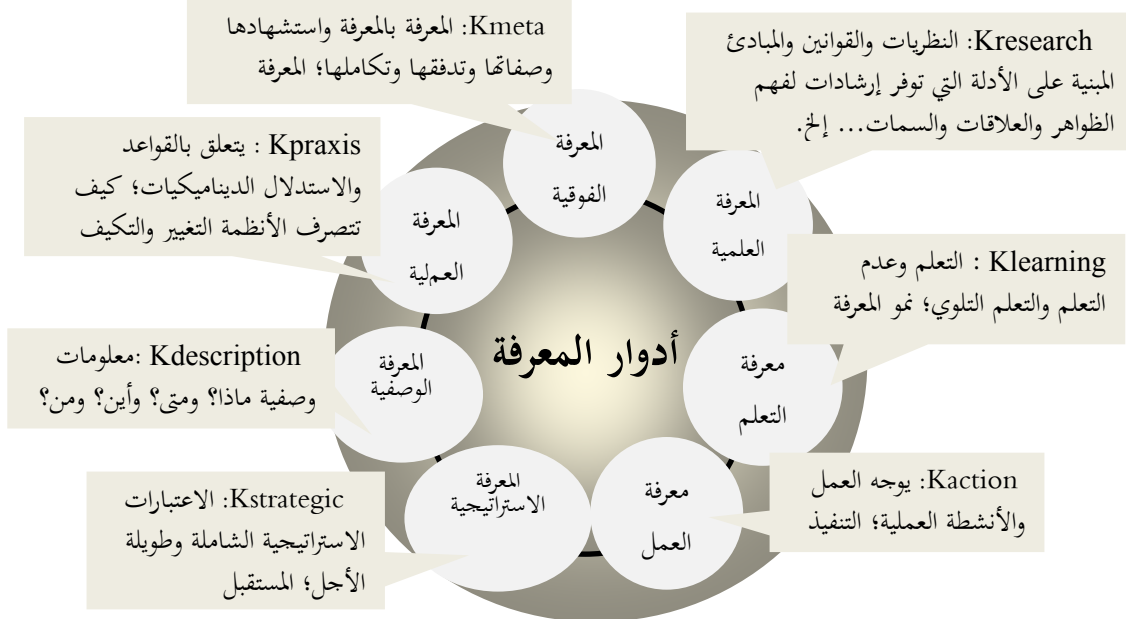 Kmeta: المعرفة بالمعرفة واستشهادها
وصفاتها وتدفقها وتكاملها؛ المعرفة
Kresearch: النظريات والقوانين والمبادئ
المبنية على الأدلة التي توفر إرشادات لفهم
الظواهر والعلاقات والسمات... إلخ.
Kpraxis : يتعلق بالقواعد
والاستدلال الديناميكيات؛ كيف
تتصرف الأنظمة التغيير والتكيف
Klearning : التعلم وعدم
التعلم والتعلم التلوي؛ نمو المعرفة
Kdescription :معلومات
وصفية ماذا؟ ومتى؟ وأين؟ ومن؟
Kaction: يوجه العمل
والأنشطة العملية؛ التنفيذ
Kstrategic: الاعتبارات
الاستراتيجية الشاملة وطويلة
الأجل؛ المستقبل
المعرفة
الفوقية
المعرفة
العلمية
معرفة
التعلم
معرفة
العمل
المعرفة
الاستراتيجية
المعرفة
الوصفية
المعرفة
العملية
أدوار المعرفة